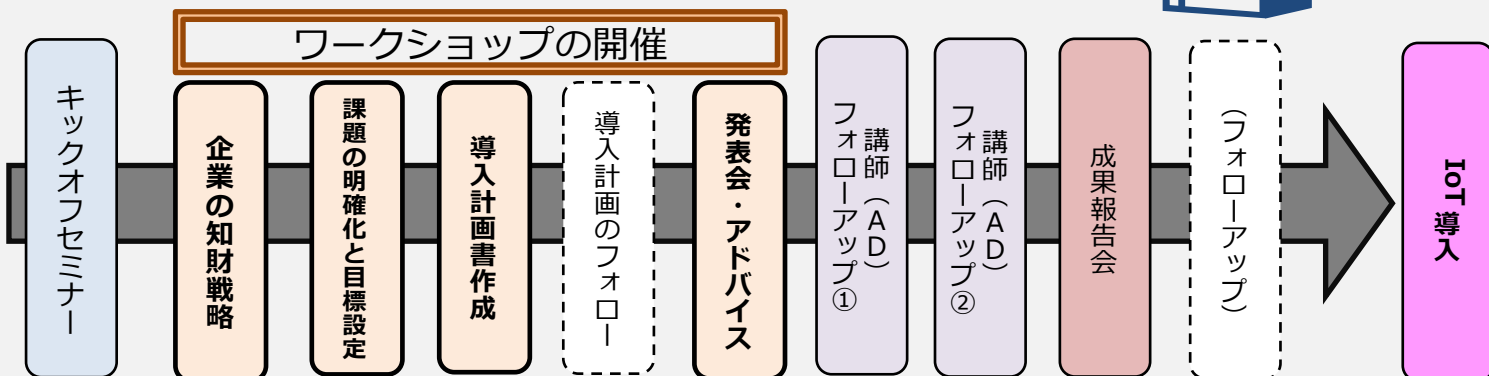 ワークショップの開催
キックオフセミナー
企業の知財戦略
課題の明確化と目標設定
導入計画書作成
導入計画のフォロー
発表会・アドバイス
講師（AD）
フォローアップ①
講師（AD）
フォローアップ②
成果報告会
（フォローアップ）
IoT導入